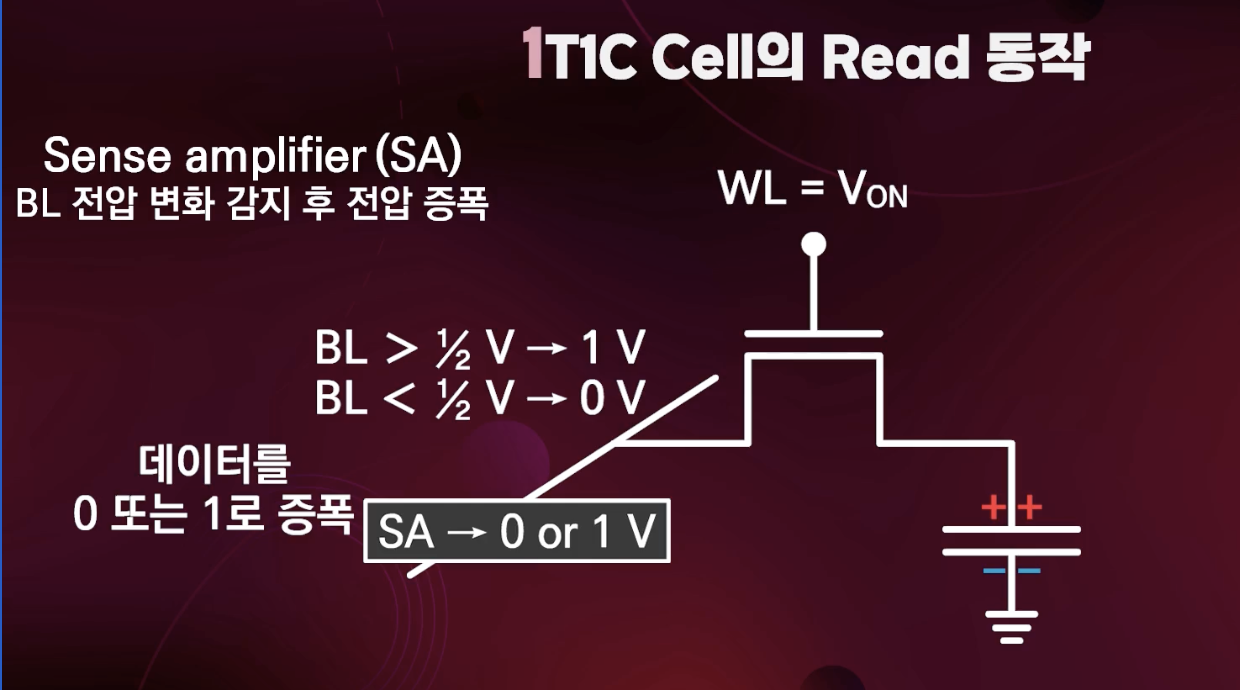 1T1C Cell의 Read 동작
Sense amplifier (SA)
BL 전압 변화 감지 후 전압 증폭
WL = VON
BL > ½ V → 1 V
BL < ½ V → 0 V
데이터를
0 또는 1로 증폭
SA → 0 or 1 V
++